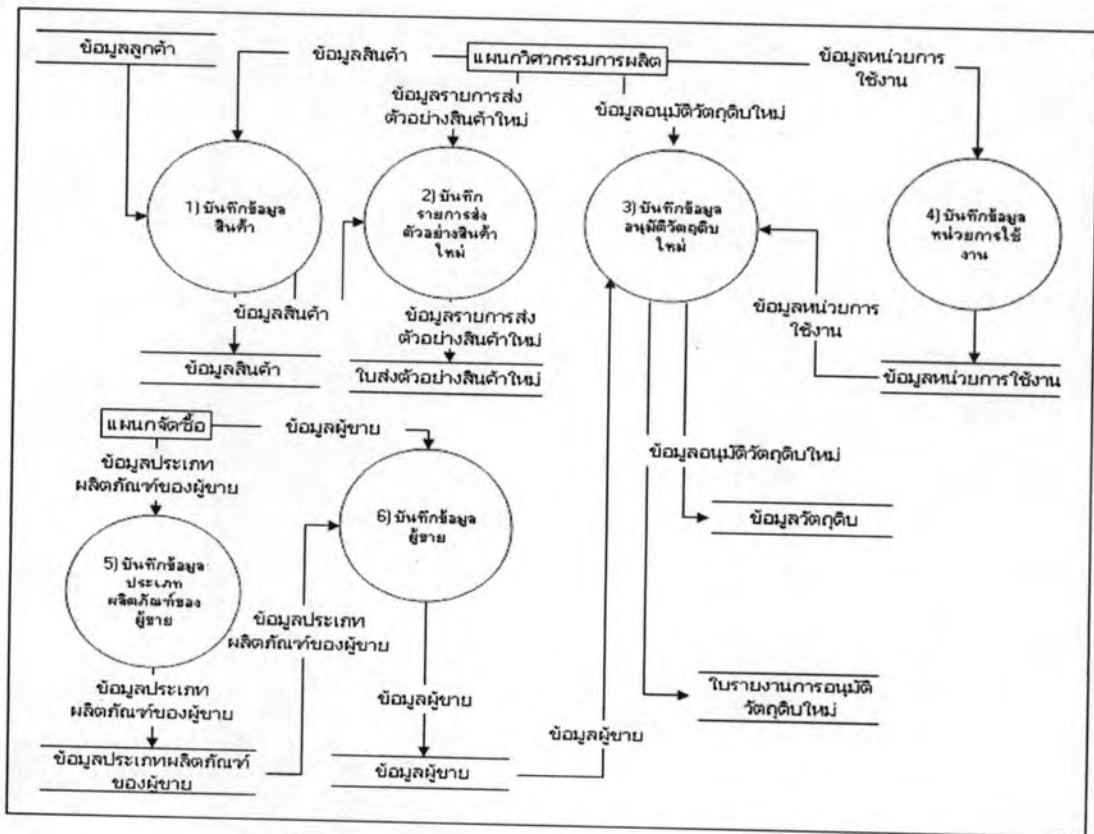 ข้อมูลลูกค้า
ข้อมูลสินค้า
แผนกวิศวกรรมการผลิต
ข้อมูลหน่วยการ
ใช้งาน
ข้อมูลรายการส่ง
ตัวอย่างสินค้าใหม่
ข้อมูลอนุมัติวัตถุดิบใหม่
1) บันทึกข้อมูล
สินค้า
2) บันทึก
รายการส่ง
ตัวอย่างสินค้า
ใหม่
3) บันทึกข้อมูล
อนุมัติวัตถุดิบ
ใหม่
4) บันทึกข้อมูล
หน่วยการใช้
งาน
ข้อมูลสินค้า
ข้อมูลรายการส่ง
ตัวอย่างสินค้าใหม่
ข้อมูลหน่วยการ
ใช้งาน
ข้อมูลสินค้า
ใบส่งตัวอย่างสินค้าใหม่
ข้อมูลหน่วยการใช้งาน
แผนกจัดซื้อ
ข้อมูลผู้ขาย
ข้อมูลประเภท
ผลิตภัณฑ์ของผู้ขาย
ข้อมูลอนุมัติวัตถุดิบใหม่
6) บันทึกข้อมูล
ผู้ขาย
ข้อมูลวัตถุดิบ
5) บันทึกข้อมูล
ประเภท
ผลิตภัณฑ์ของ
ผู้ขาย
ข้อมูลประเภท
ผลิตภัณฑ์ของผู้ขาย
ข้อมูลประเภท
ผลิตภัณฑ์ของผู้ขาย
ข้อมูลผู้ขาย
ใบรายงานการอนุมัติ
วัตถุดิบใหม่
ข้อมูลผู้ขาย
ข้อมูลประเภทผลิตภัณฑ์
ของผู้ขาย
ข้อมูลผู้ขาย